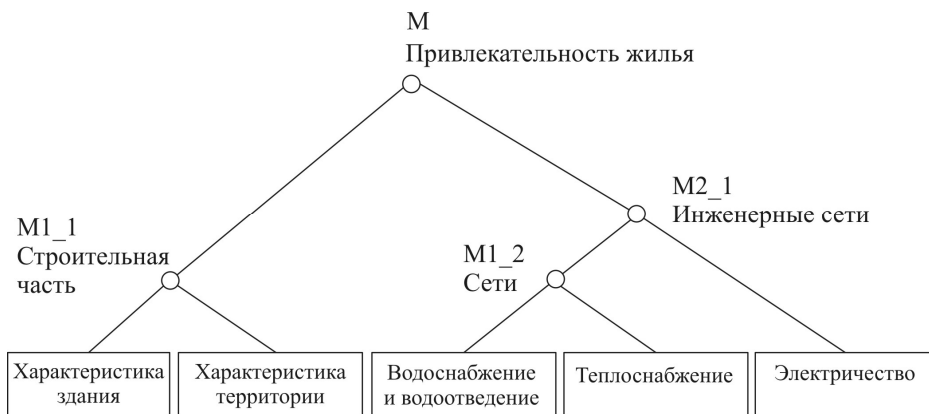 М
Привлекательность жилья
М2_1
Инженерные сети
М1_1
Строительная
часть
М1_2
Сети
Характеристика
здания
Характеристика
территории
Водоснабжение
и водоотведение
Теплоснабжение
Электричество